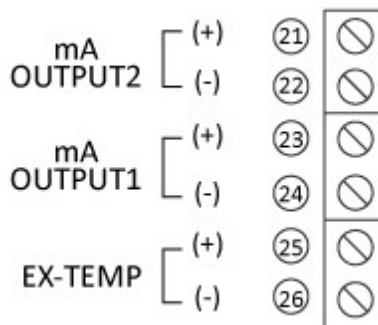 mA
OUTPUT2
(+) 21
(-) 22
mA
OUTPUT1
(+) 23
(-) 24
EX-TEMP
(+) 25
(-) 26